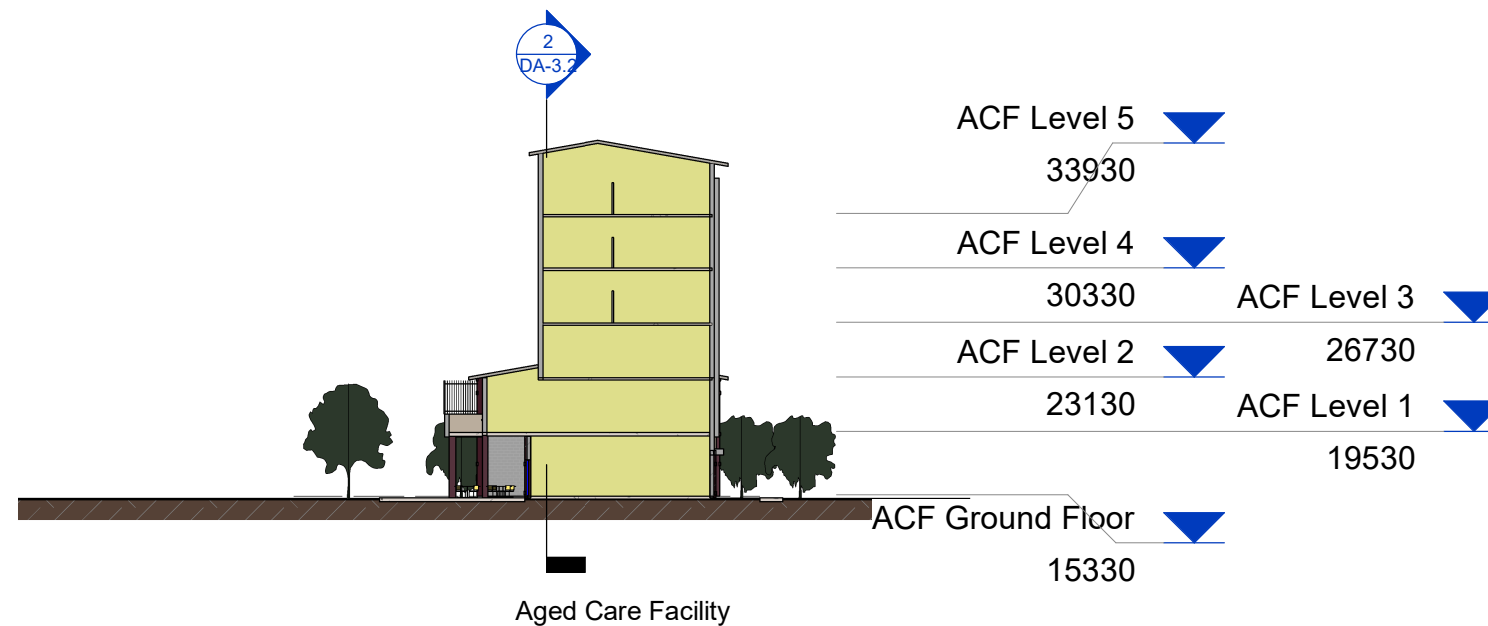 2
DA-3.2
ACF Level 5
33930
ACF Level 4
30330
ACF Level 3
26730
ACF Level 2
23130
ACF Level 1
19530
ACF Ground Floor
15330
Aged Care Facility